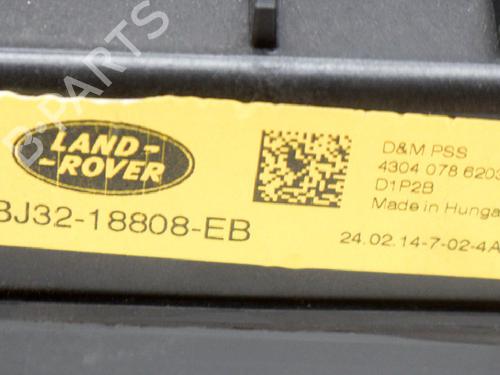 B-PARTS
LAND-
-ROVER
BJ32-18808-EB
D&M PSS
4304 078 6203
D1P2B
Made in Hunga
24.02.14-7-02-4A